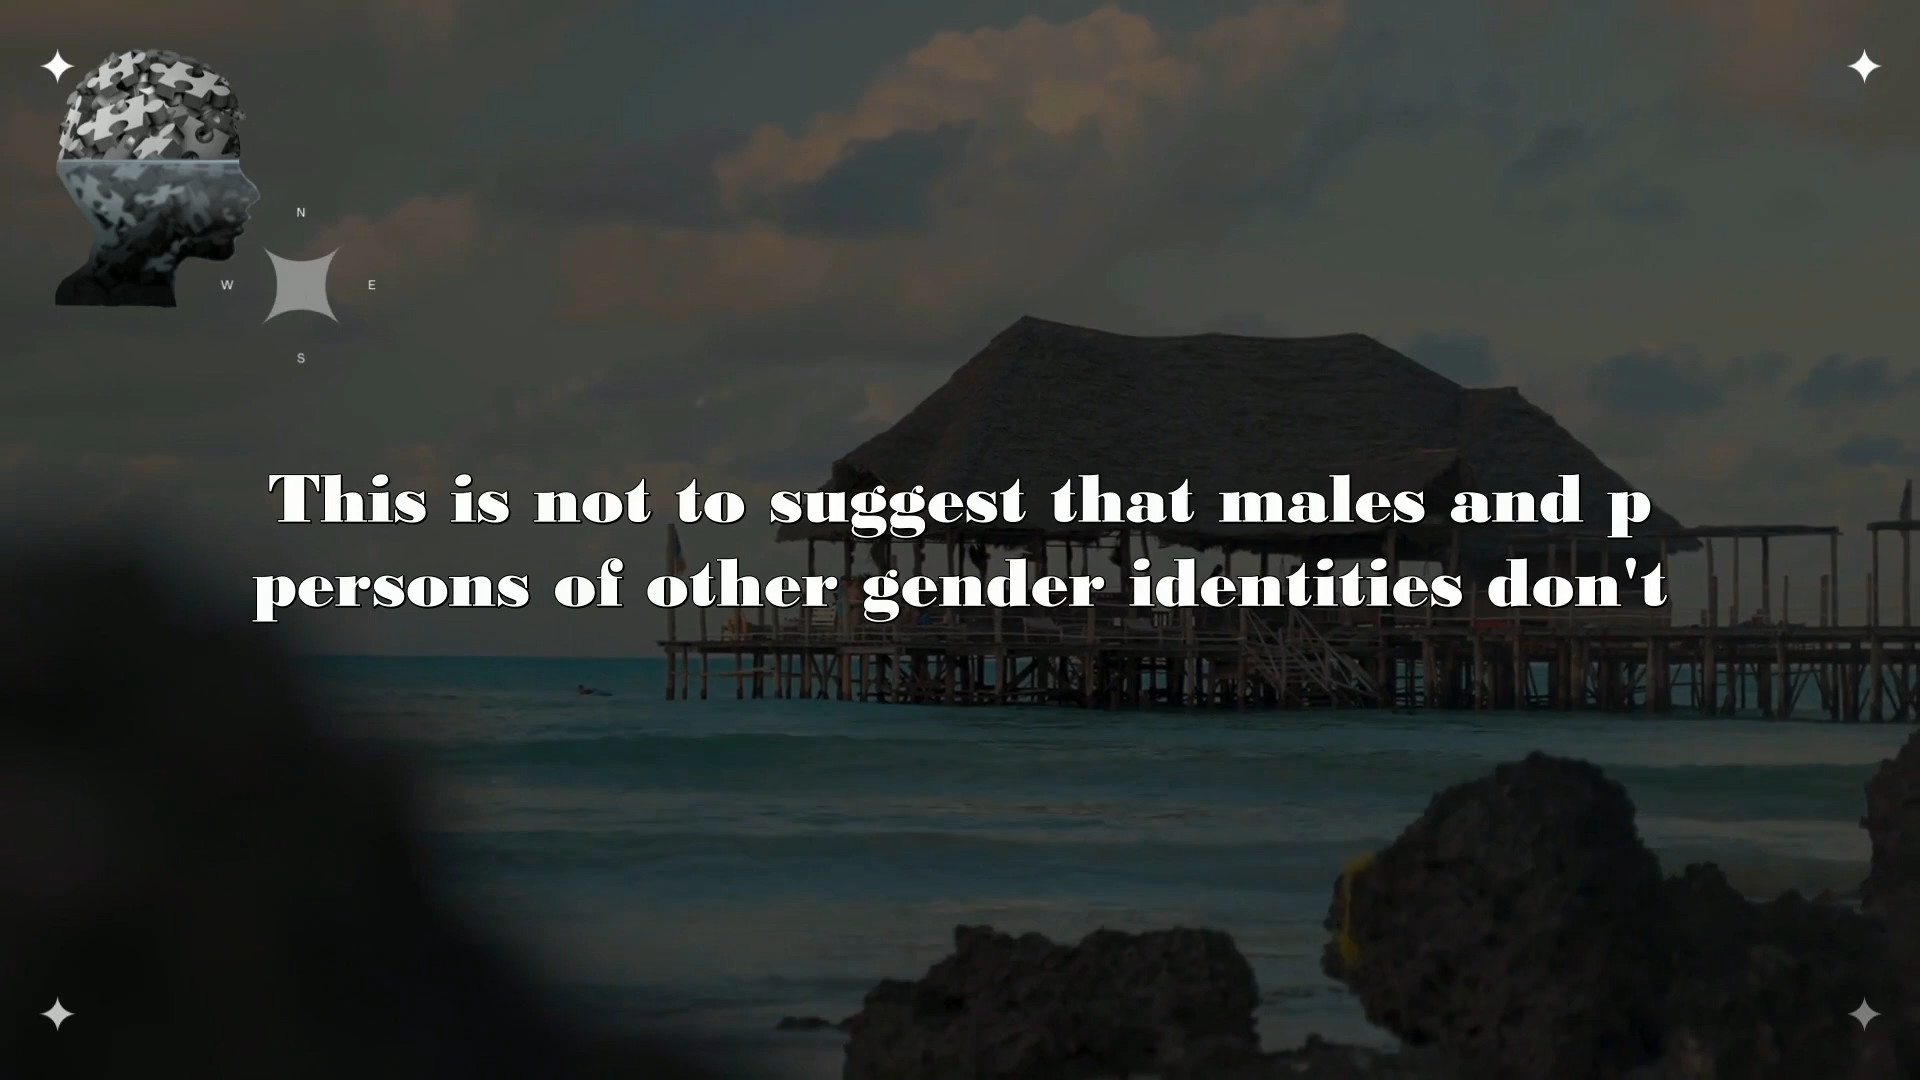 N
W E
S
This is not to suggest that males and p
persons of other gender identities don't